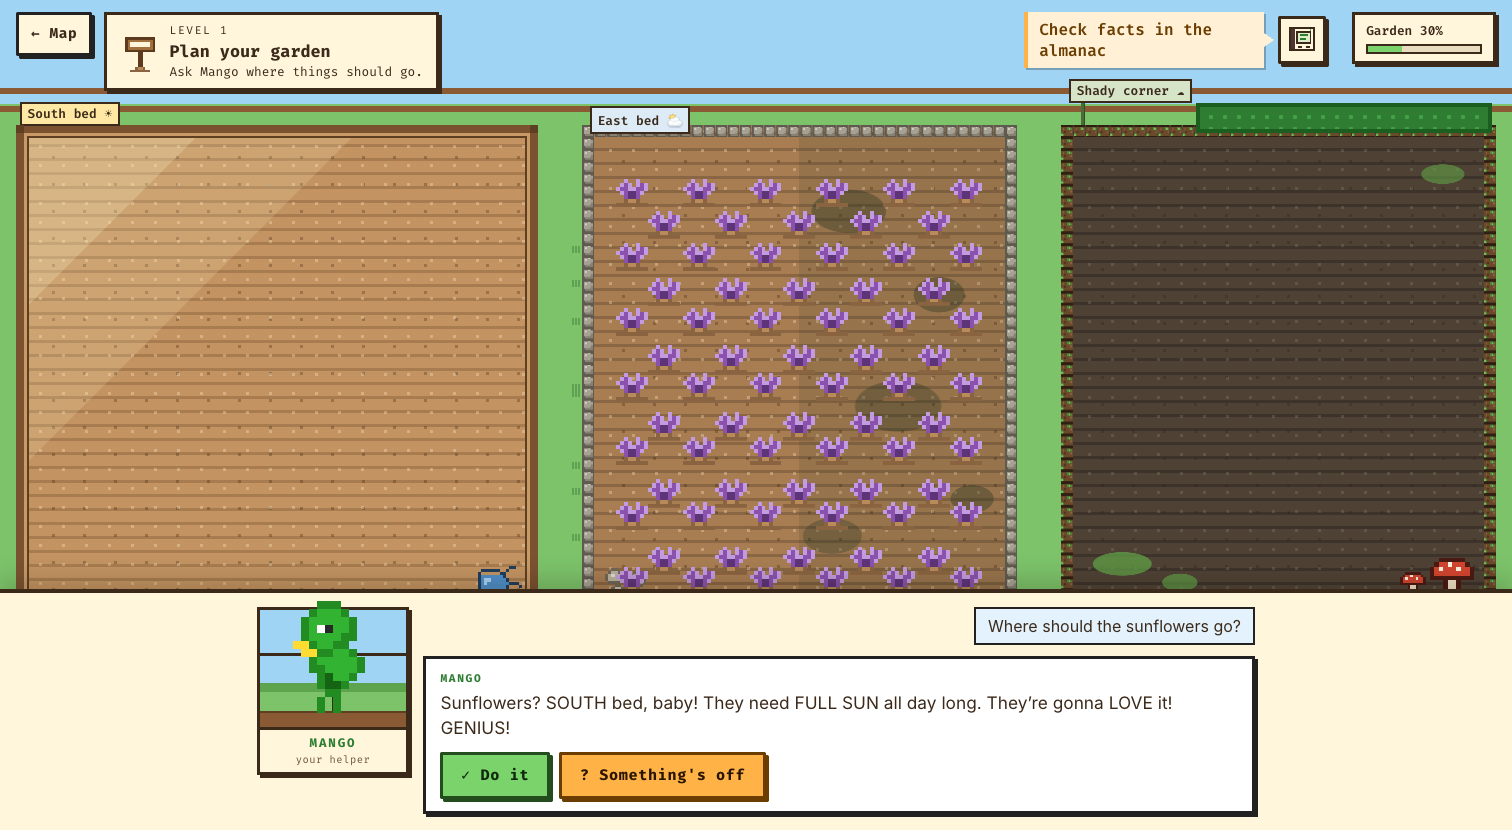 ← Map
LEVEL 1
Plan your garden
Ask Mango where things should go.
Check facts in the
almanac
Garden 30%
Shady corner ☁
South bed ☀
East bed ⛅
Where should the sunflowers go?
MANGO
Sunflowers? SOUTH bed, baby! They need FULL SUN all day long. They’re gonna LOVE it!
GENIUS!
MANGO
your helper
✓ Do it
? Something's off